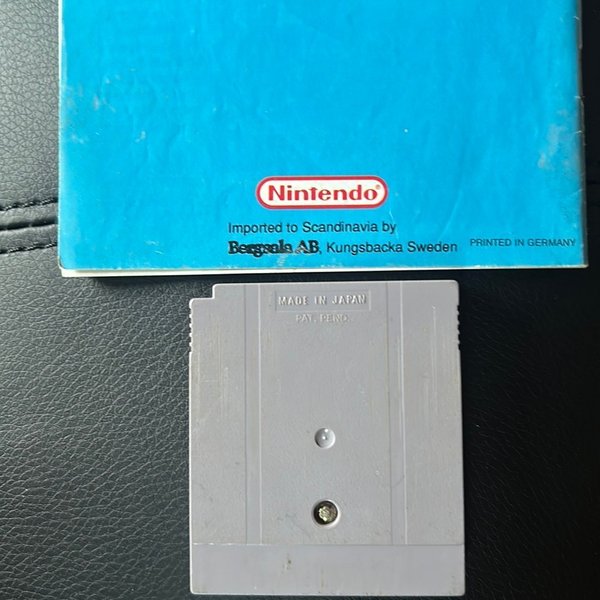 Nintendo®
Imported to Scandinavia by
Bergsala AB, Kungsbacka Sweden
PRINTED IN GERMANY
MADE IN JAPAN
PAT. PEND.